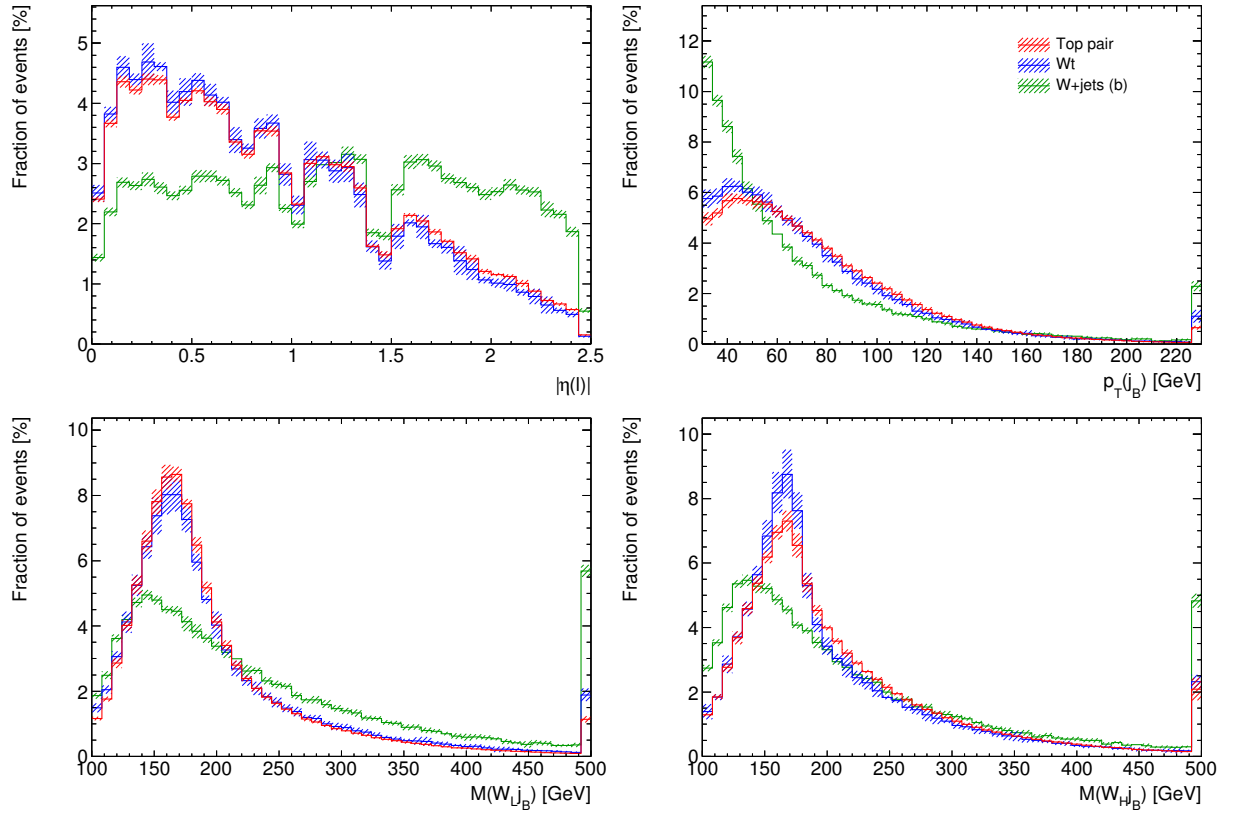 Fraction of events [%]
5
4
3
2
1
0
0 0.5 1 1.5 2 2.5
|η(l)|
Fraction of events [%]
12
10
8
6
4
2
0
40 60 80 100 120 140 160 180 200 220
p_T(j_B) [GeV]
Top pair
Wt
W+jets (b)
Fraction of events [%]
10
8
6
4
2
0
100 150 200 250 300 350 400 450 500
M(W_L j_B) [GeV]
Fraction of events [%]
10
8
6
4
2
0
100 150 200 250 300 350 400 450 500
M(W_H j_B) [GeV]